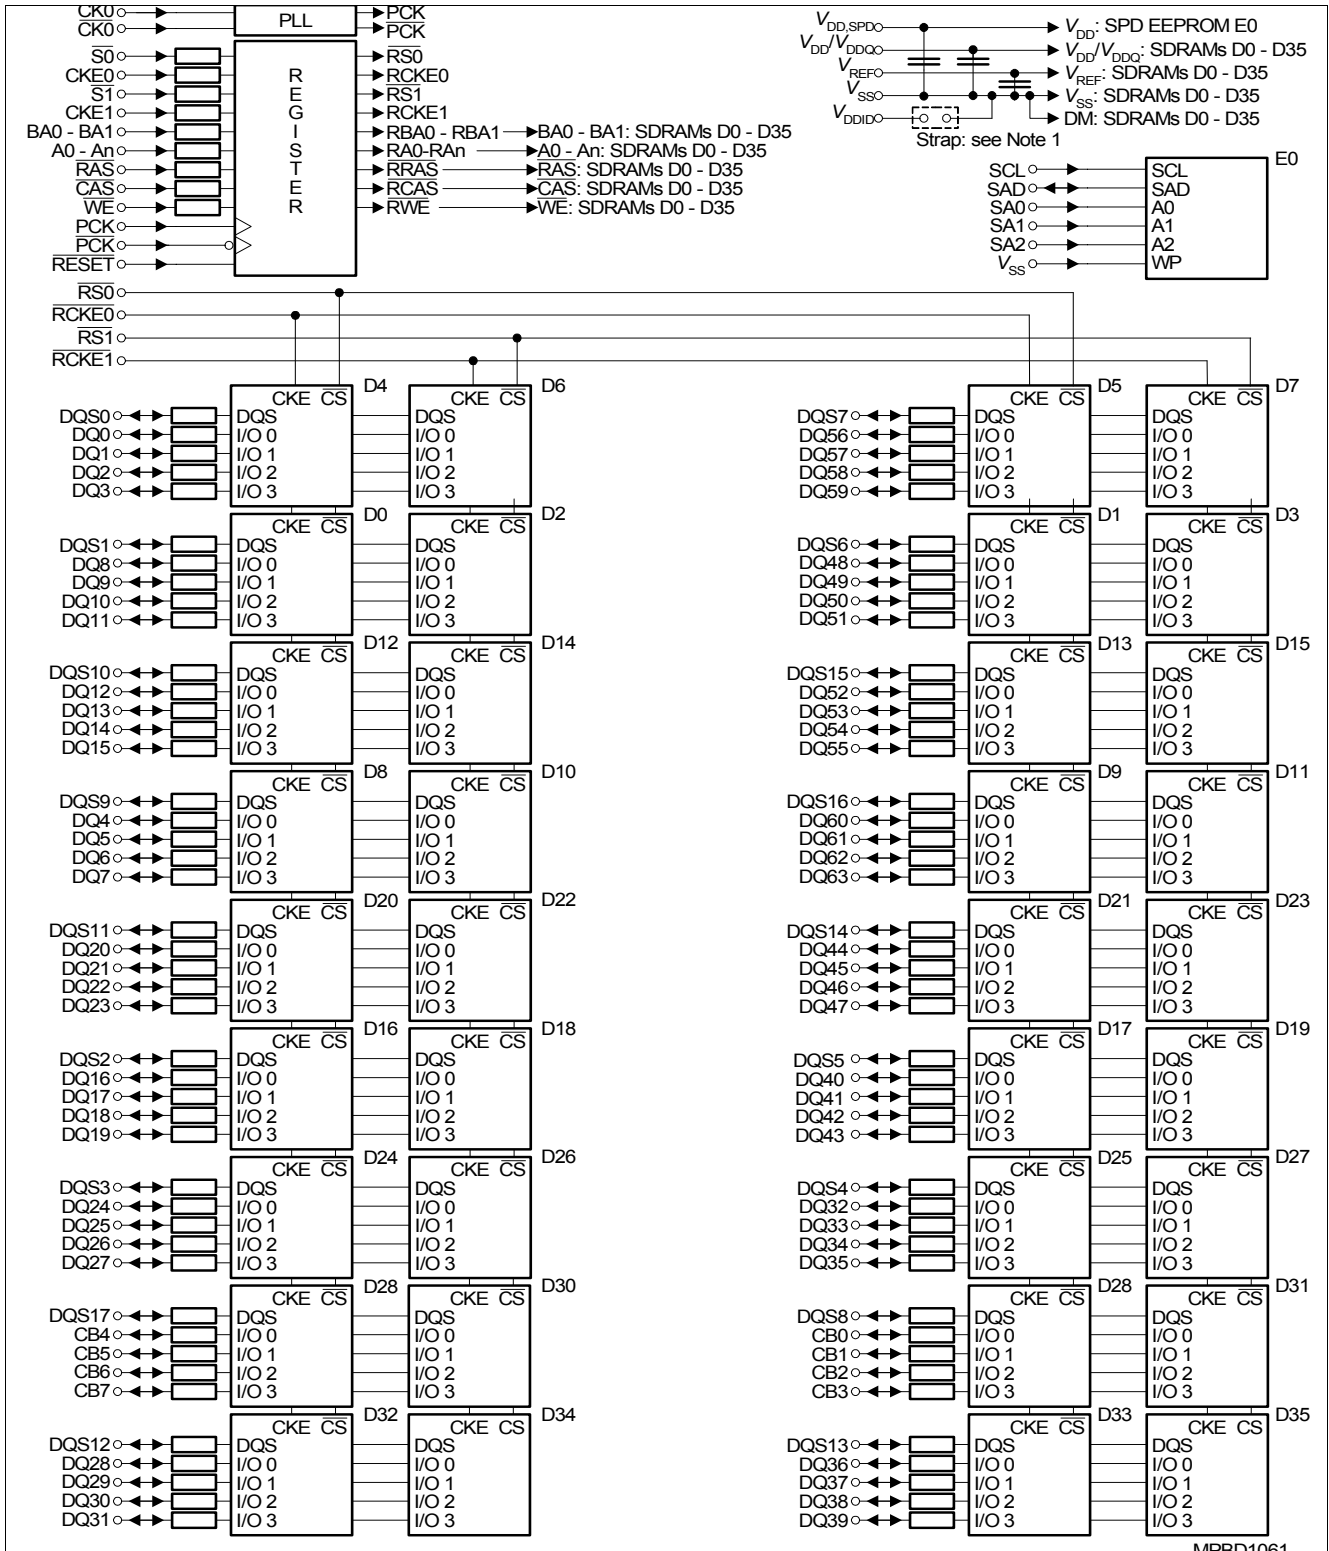 CK0 PLL PCK
CK0 PCK
S0 RS0
CKE0 R RCKE0
S1 E RS1
CKE1 G RCKE1
BA0 - BA1 I RBA0 - RBA1 BA0 - BA1: SDRAMs D0 - D35
A0 - An S RA0-RAn A0 - An: SDRAMs D0 - D35
RAS T RRAS RAS: SDRAMs D0 - D35
CAS E RCAS CAS: SDRAMs D0 - D35
WE R RWE WE: SDRAMs D0 - D35
PCK
PCK
RESET
VDD,SPD VDD: SPD EEPROM E0
VDD/VDDQ VDD/VDDQ: SDRAMs D0 - D35
VREF VREF: SDRAMs D0 - D35
VSS VSS: SDRAMs D0 - D35
VDDID DM: SDRAMs D0 - D35
Strap: see Note 1
E0
SCL SCL
SAD SAD
SA0 A0
SA1 A1
SA2 A2
VSS WP
RS0
RCKE0
RS1
RCKE1
D4 D6 D5 D7
CKE CS CKE CS CKE CS CKE CS
DQS0 DQS DQS DQS7 DQS DQS
DQ0 I/O 0 I/O 0 DQ56 I/O 0 I/O 0
DQ1 I/O 1 I/O 1 DQ57 I/O 1 I/O 1
DQ2 I/O 2 I/O 2 DQ58 I/O 2 I/O 2
DQ3 I/O 3 I/O 3 DQ59 I/O 3 I/O 3
D0 D2 D1 D3
CKE CS CKE CS CKE CS CKE CS
DQS1 DQS DQS DQS6 DQS DQS
DQ8 I/O 0 I/O 0 DQ48 I/O 0 I/O 0
DQ9 I/O 1 I/O 1 DQ49 I/O 1 I/O 1
DQ10 I/O 2 I/O 2 DQ50 I/O 2 I/O 2
DQ11 I/O 3 I/O 3 DQ51 I/O 3 I/O 3
D12 D14 D13 D15
CKE CS CKE CS CKE CS CKE CS
DQS10 DQS DQS DQS15 DQS DQS
DQ12 I/O 0 I/O 0 DQ52 I/O 0 I/O 0
DQ13 I/O 1 I/O 1 DQ53 I/O 1 I/O 1
DQ14 I/O 2 I/O 2 DQ54 I/O 2 I/O 2
DQ15 I/O 3 I/O 3 DQ55 I/O 3 I/O 3
D8 D10 D9 D11
CKE CS CKE CS CKE CS CKE CS
DQS9 DQS DQS DQS16 DQS DQS
DQ4 I/O 0 I/O 0 DQ60 I/O 0 I/O 0
DQ5 I/O 1 I/O 1 DQ61 I/O 1 I/O 1
DQ6 I/O 2 I/O 2 DQ62 I/O 2 I/O 2
DQ7 I/O 3 I/O 3 DQ63 I/O 3 I/O 3
D20 D22 D21 D23
CKE CS CKE CS CKE CS CKE CS
DQS11 DQS DQS DQS14 DQS DQS
DQ20 I/O 0 I/O 0 DQ44 I/O 0 I/O 0
DQ21 I/O 1 I/O 1 DQ45 I/O 1 I/O 1
DQ22 I/O 2 I/O 2 DQ46 I/O 2 I/O 2
DQ23 I/O 3 I/O 3 DQ47 I/O 3 I/O 3
D16 D18 D17 D19
CKE CS CKE CS CKE CS CKE CS
DQS2 DQS DQS DQS5 DQS DQS
DQ16 I/O 0 I/O 0 DQ40 I/O 0 I/O 0
DQ17 I/O 1 I/O 1 DQ41 I/O 1 I/O 1
DQ18 I/O 2 I/O 2 DQ42 I/O 2 I/O 2
DQ19 I/O 3 I/O 3 DQ43 I/O 3 I/O 3
D24 D26 D25 D27
CKE CS CKE CS CKE CS CKE CS
DQS3 DQS DQS DQS4 DQS DQS
DQ24 I/O 0 I/O 0 DQ32 I/O 0 I/O 0
DQ25 I/O 1 I/O 1 DQ33 I/O 1 I/O 1
DQ26 I/O 2 I/O 2 DQ34 I/O 2 I/O 2
DQ27 I/O 3 I/O 3 DQ35 I/O 3 I/O 3
D28 D30 D28 D31
CKE CS CKE CS CKE CS CKE CS
DQS17 DQS DQS DQS8 DQS DQS
CB4 I/O 0 I/O 0 CB0 I/O 0 I/O 0
CB5 I/O 1 I/O 1 CB1 I/O 1 I/O 1
CB6 I/O 2 I/O 2 CB2 I/O 2 I/O 2
CB7 I/O 3 I/O 3 CB3 I/O 3 I/O 3
D32 D34 D33 D35
CKE CS CKE CS CKE CS CKE CS
DQS12 DQS DQS DQS13 DQS DQS
DQ28 I/O 0 I/O 0 DQ36 I/O 0 I/O 0
DQ29 I/O 1 I/O 1 DQ37 I/O 1 I/O 1
DQ30 I/O 2 I/O 2 DQ38 I/O 2 I/O 2
DQ31 I/O 3 I/O 3 DQ39 I/O 3 I/O 3
MPBD1061